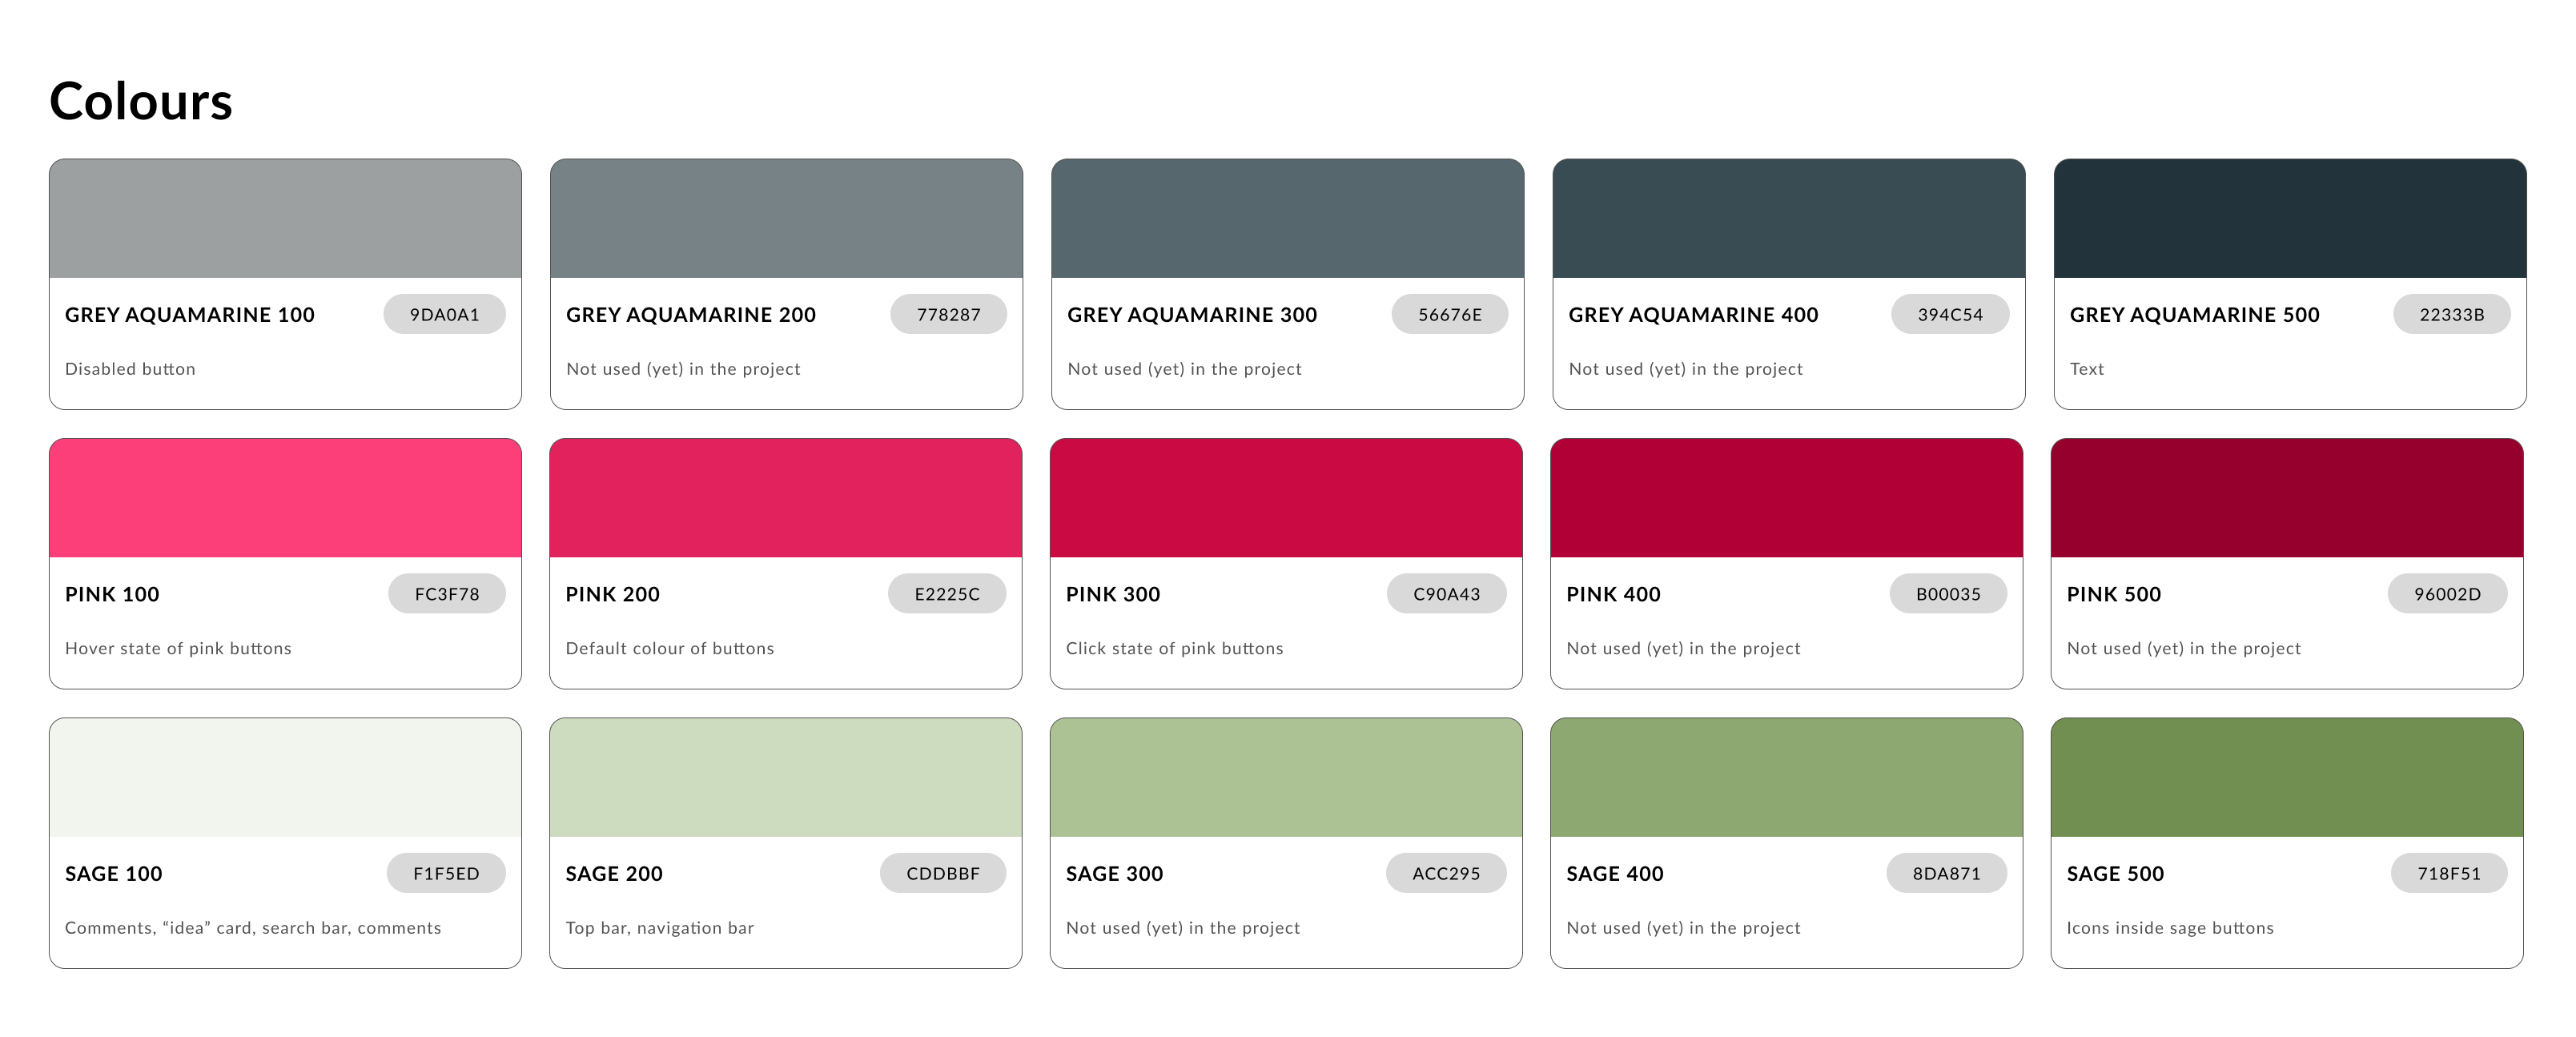 Colours
GREY AQUAMARINE 100 9DA0A1
Disabled button
GREY AQUAMARINE 200 778287
Not used (yet) in the project
GREY AQUAMARINE 300 56676E
Not used (yet) in the project
GREY AQUAMARINE 400 394C54
Not used (yet) in the project
GREY AQUAMARINE 500 22333B
Text
PINK 100 FC3F78
Hover state of pink buttons
PINK 200 E2225C
Default colour of buttons
PINK 300 C90A43
Click state of pink buttons
PINK 400 B00035
Not used (yet) in the project
PINK 500 96002D
Not used (yet) in the project
SAGE 100 F1F5ED
Comments, “idea” card, search bar, comments
SAGE 200 CDDBBF
Top bar, navigation bar
SAGE 300 ACC295
Not used (yet) in the project
SAGE 400 8DA871
Not used (yet) in the project
SAGE 500 718F51
Icons inside sage buttons